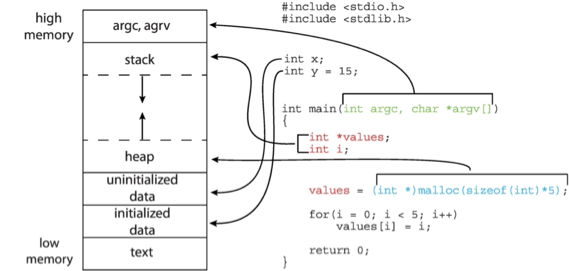 high
memory
argc, agrv
stack
heap
uninitialized
data
initialized
data
low
memory
text
#include <stdio.h>
#include <stdlib.h>
int x;
int y = 15;
int main(int argc, char *argv[])
{
int *values;
int i;
values = (int *)malloc(sizeof(int)*5);
for(i = 0; i < 5; i++)
values[i] = i;
return 0;
}